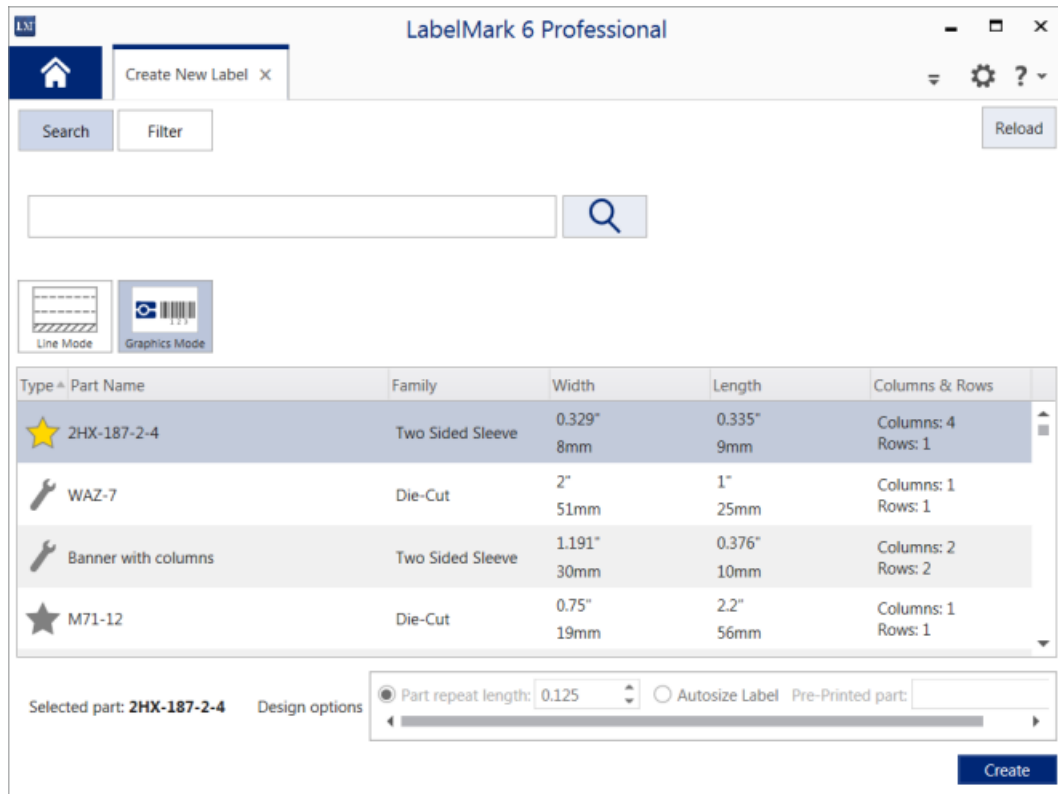 LM
LabelMark 6 Professional
Create New Label
?
Search Filter Reload
123
Line Mode Graphics Mode
Type Part Name Family Width Length Columns & Rows
2HX-187-2-4 Two Sided Sleeve 0.329" 8mm 0.335" 9mm Columns: 4 Rows: 1
WAZ-7 Die-Cut 2" 51mm 1" 25mm Columns: 1 Rows: 1
Banner with columns Two Sided Sleeve 1.191" 30mm 0.376" 10mm Columns: 2 Rows: 2
M71-12 Die-Cut 0.75" 19mm 2.2" 56mm Columns: 1 Rows: 1
Selected part: 2HX-187-2-4 Design options Part repeat length: 0.125 Autosize Label Pre-Printed part:
Create